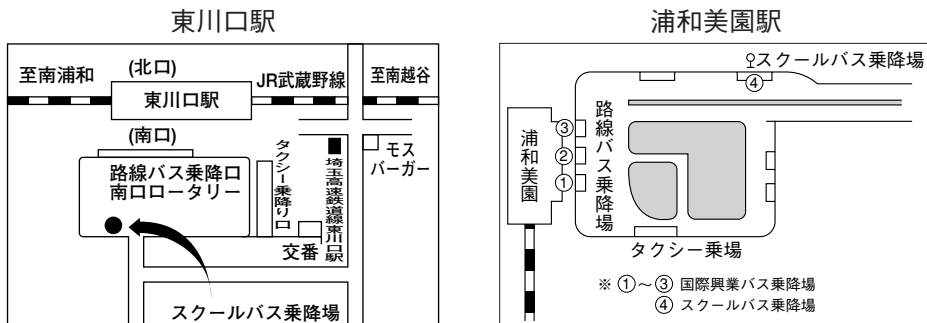 東川口駅
至南浦和
(北口)
東川口駅
JR武蔵野線
至南越谷
(南口)
路線バス乗降口
南口ロータリー
タクシー乗降り口
埼玉高速鉄道線東川口駅
モス
バーガー
交番
スクールバス乗降場
浦和美園駅
スクールバス乗降場
④
浦和美園
③
②
①
路線バス乗降場
タクシー乗場
※ ①〜③ 国際興業バス乗降場
④ スクールバス乗降場